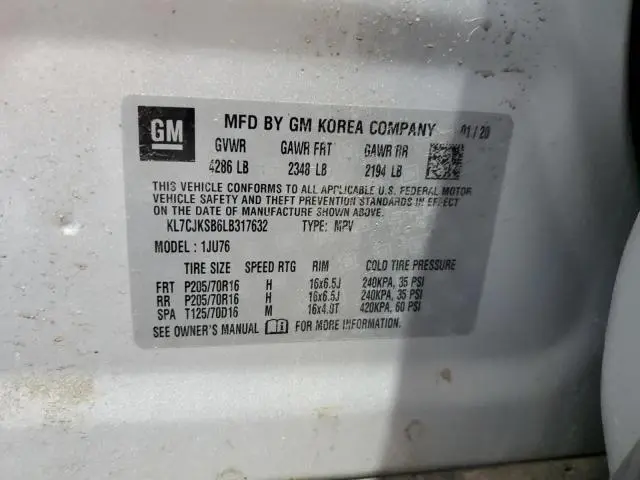 GM
MFD BY GM KOREA COMPANY 01/20
GVWR GAWR FRT GAWR RR
4286 LB 2348 LB 2194 LB
THIS VEHICLE CONFORMS TO ALL APPLICABLE U.S. FEDERAL MOTOR
VEHICLE SAFETY AND THEFT PREVENTION STANDARDS IN EFFECT
ON THE DATE OF MANUFACTURE SHOWN ABOVE.
KL7CJKSB6LB317632 TYPE: MPV
MODEL : 1JU76
TIRE SIZE SPEED RTG RIM COLD TIRE PRESSURE
FRT P205/70R16 H 16x6.5J 240KPA, 35 PSI
RR P205/70R16 H 16x6.5J 240KPA, 35 PSI
SPA T125/70D16 M 16x4.0T 420KPA, 60 PSI
SEE OWNER'S MANUAL FOR MORE INFORMATION.